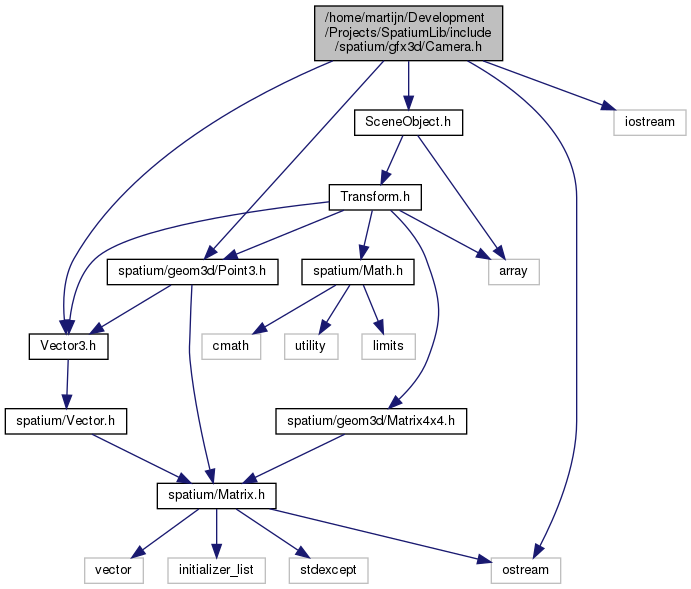 /home/martijn/Development
/Projects/SpatiumLib/include
/spatium/gfx3d/Camera.h
SceneObject.h
iostream
Transform.h
spatium/geom3d/Point3.h
spatium/Math.h
array
Vector3.h
cmath
utility
limits
spatium/Vector.h
spatium/geom3d/Matrix4x4.h
spatium/Matrix.h
vector
initializer_list
stdexcept
ostream